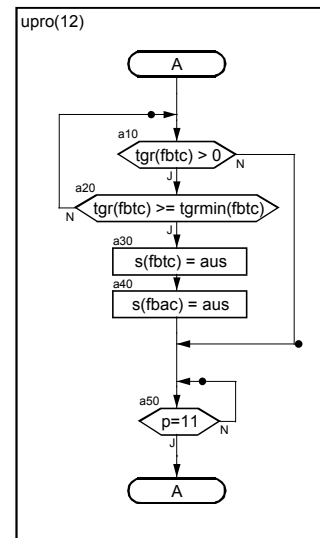 upro(12)
A
a10
tgr(fbtc) > 0
N
J
a20
tgr(fbtc) >= tgrmin(fbtc)
N
J
a30
s(fbtc) = aus
a40
s(fbac) = aus
a50
p=11
N
J
A